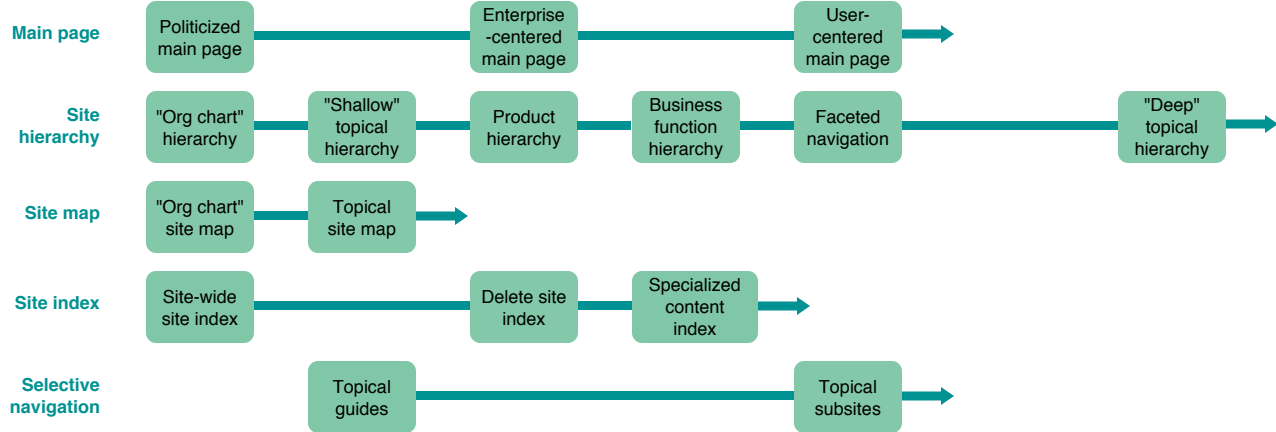 Main page
Politicized
main page
Enterprise
-centered
main page
User-
centered
main page
Site
hierarchy
"Org chart"
hierarchy
"Shallow"
topical
hierarchy
Product
hierarchy
Business
function
hierarchy
Faceted
navigation
"Deep"
topical
hierarchy
Site map
"Org chart"
site map
Topical
site map
Site index
Site-wide
site index
Delete site
index
Specialized
content
index
Selective
navigation
Topical
guides
Topical
subsites